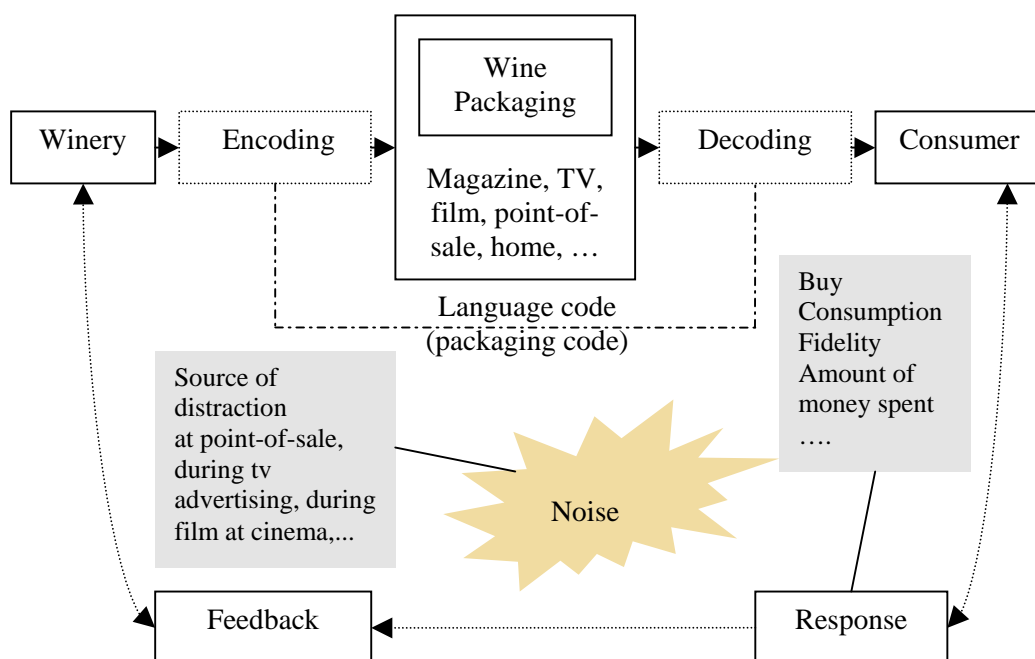 Wine
Packaging
Winery
Encoding
Decoding
Consumer
Magazine, TV,
film, point-of-
sale, home, …
Language code
(packaging code)
Buy
Consumption
Fidelity
Amount of
money spent
….
Source of
distraction
at point-of-sale,
during tv
advertising, during
film at cinema,...
Noise
Feedback
Response